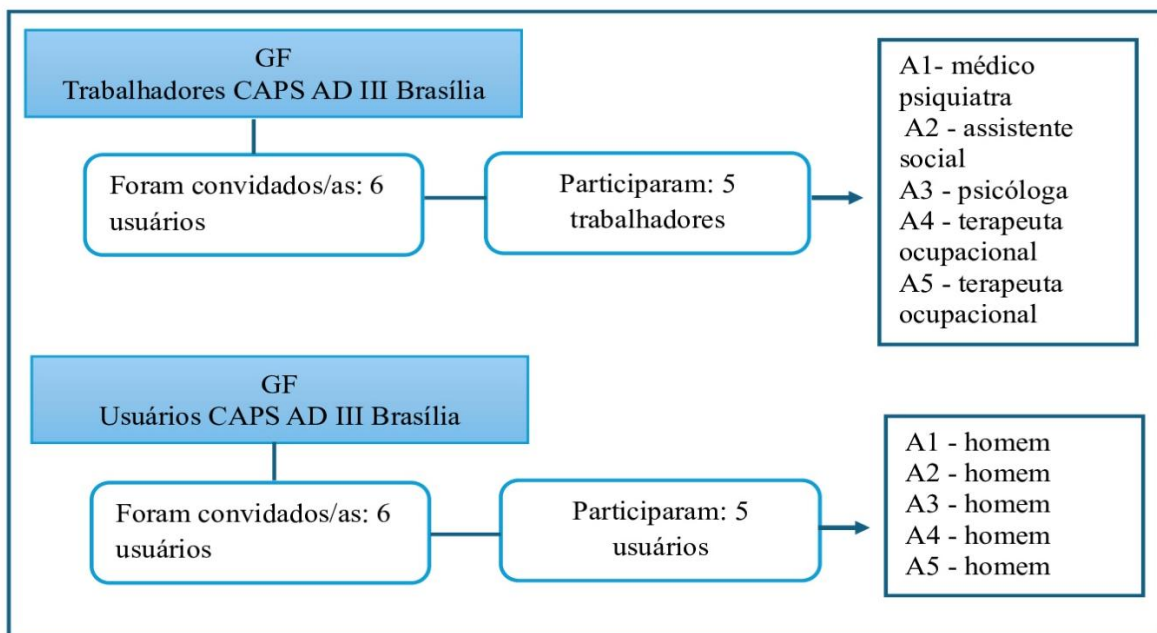 GF
Trabalhadores CAPS AD III Brasília
Foram convidados/as: 6
usuários
Participaram: 5
trabalhadores
A1- médico
psiquiatra
A2 - assistente
social
A3 - psicóloga
A4 - terapeuta
ocupacional
A5 - terapeuta
ocupacional
GF
Usuários CAPS AD III Brasília
Foram convidados/as: 6
usuários
Participaram: 5
usuários
A1 - homem
A2 - homem
A3 - homem
A4 - homem
A5 - homem